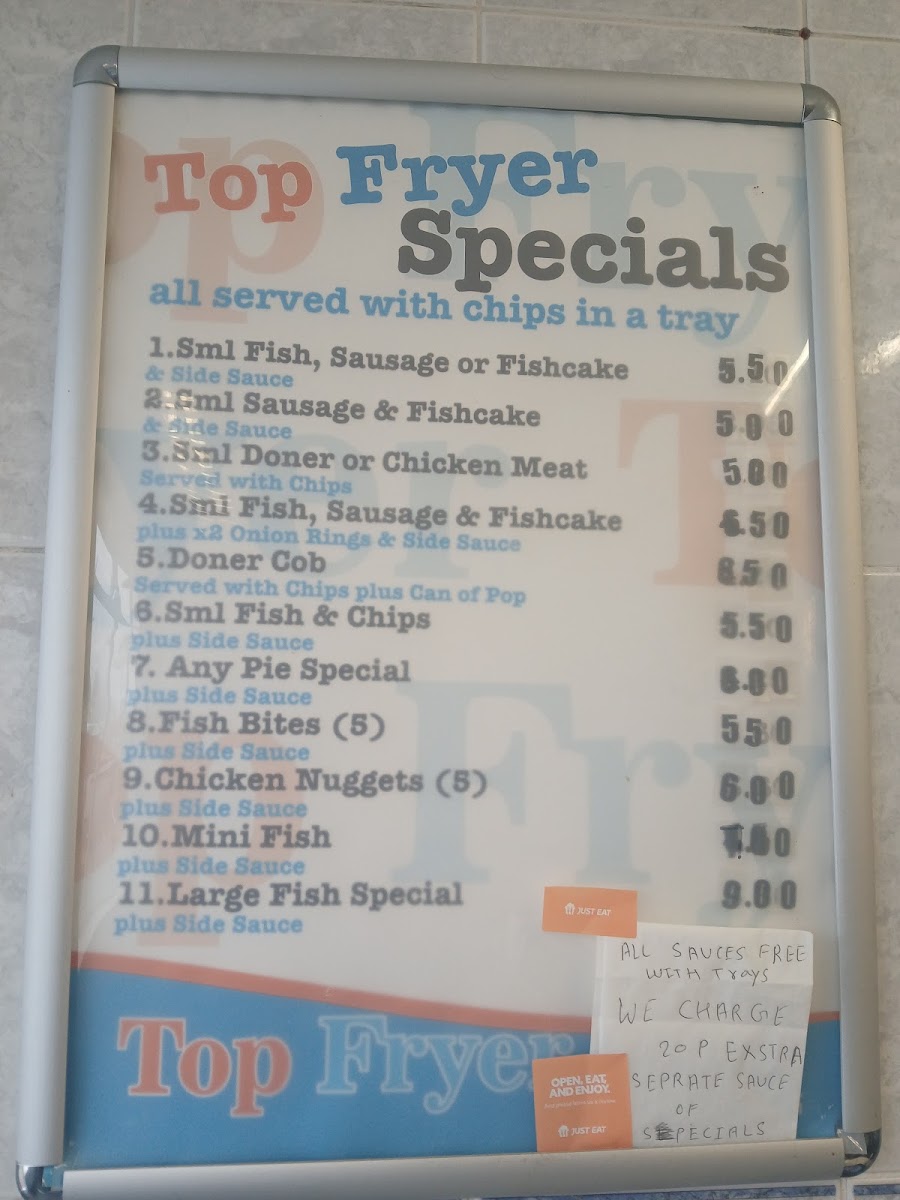 Top Fryer
Specials
all served with chips in a tray
1.Sml Fish, Sausage or Fishcake 5.50
& Side Sauce
2.Sml Sausage & Fishcake 5.00
& Side Sauce
3.Sml Doner or Chicken Meat 5.00
Served with Chips
4.Sml Fish, Sausage & Fishcake 6.50
plus x2 Onion Rings & Side Sauce
5.Doner Cob
Served with Chips plus Can of Pop
6.Sml Fish & Chips 5.50
plus Side Sauce
7. Any Pie Special
plus Side Sauce
8.Fish Bites (5) 550
plus Side Sauce
9.Chicken Nuggets (5) 6.00
plus Side Sauce
10.Mini Fish
plus Side Sauce
11.Large Fish Special 9.00
plus Side Sauce
JUST EAT
ALL SAUCES FREE
WITH Trays
WE CHARGE
20P EXSTRA
SEPRATE SAUCE
OF
SPECIALS
Top Fryer
OPEN, EAT,
AND ENJOY.
JUST EAT